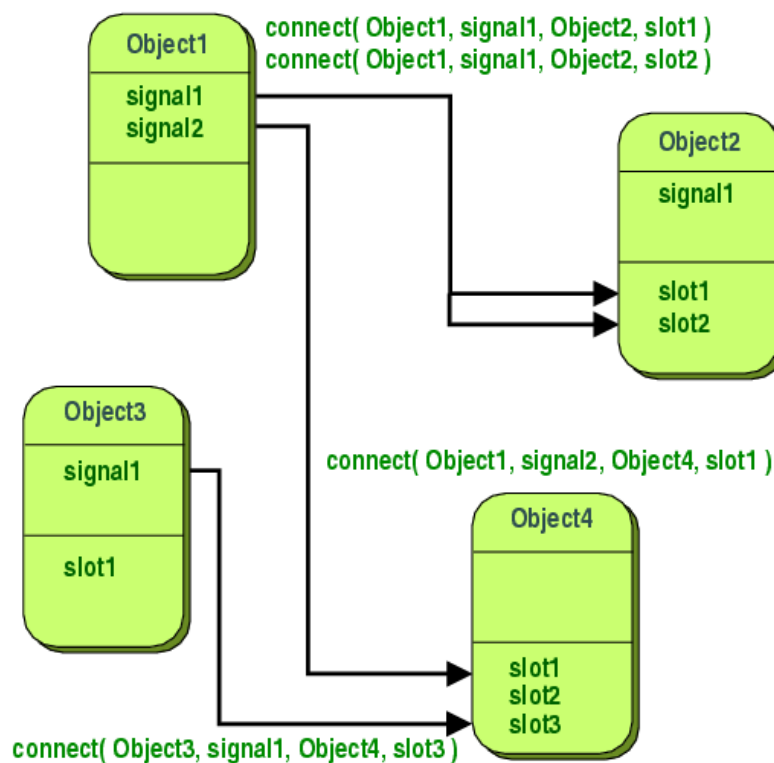 Object1
signal1
signal2
connect( Object1, signal1, Object2, slot1 )
connect( Object1, signal1, Object2, slot2 )
Object2
signal1
slot1
slot2
Object3
signal1
slot1
connect( Object1, signal2, Object4, slot1 )
Object4
slot1
slot2
slot3
connect( Object3, signal1, Object4, slot3 )